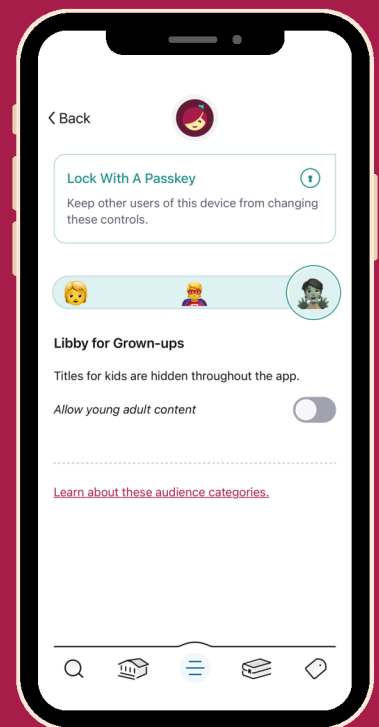 Back
Lock With A Passkey
Keep other users of this device from changing
these controls.
Libby for Grown-ups
Titles for kids are hidden throughout the app.
Allow young adult content
Learn about these audience categories.